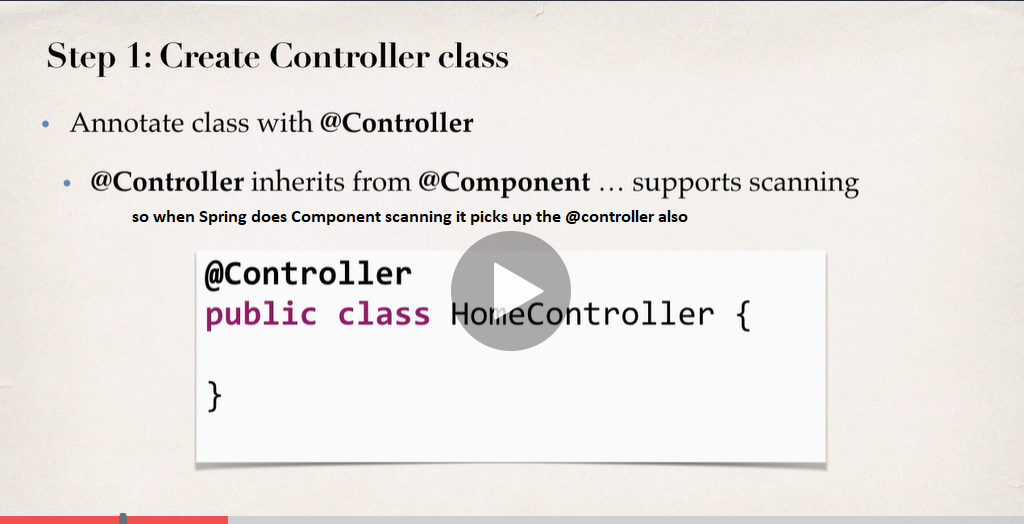 Step 1: Create Controller class
• Annotate class with @Controller
• @Controller inherits from @Component … supports scanning
so when Spring does Component scanning it picks up the @controller also
@Controller
public class HomeController {
}